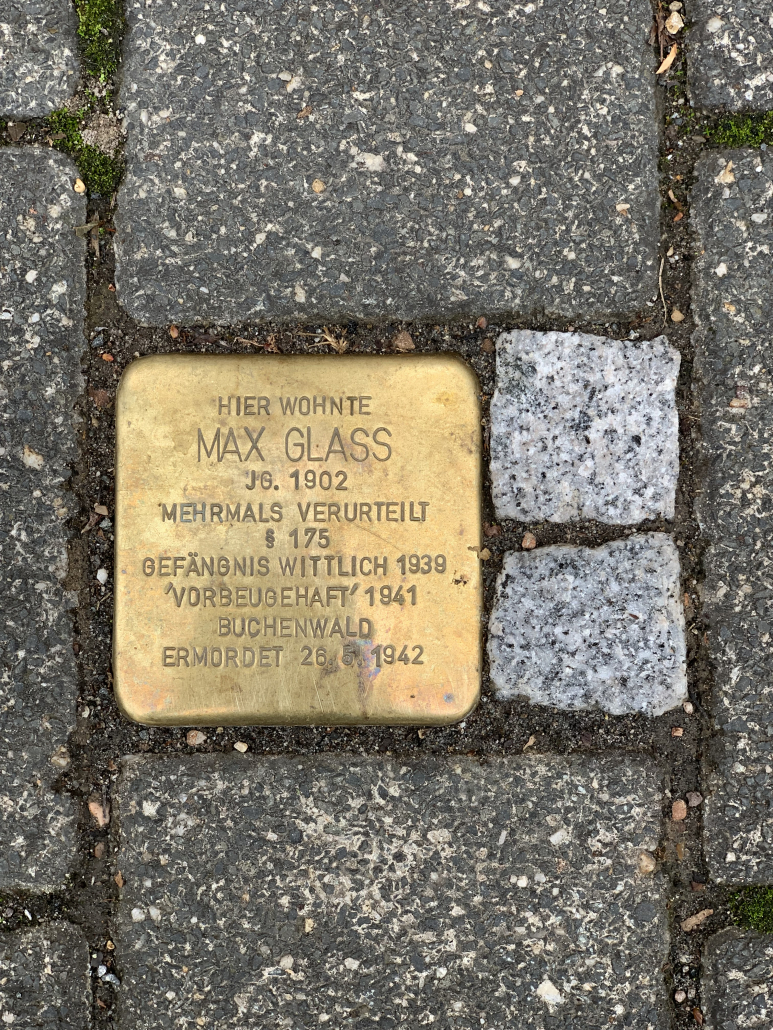 HIER WOHNTE
MAX GLASS
JG. 1902
MEHRMALS VERURTEILT
§ 175
GEFÄNGNIS WITTLICH 1939
'VORBEUGEHAFT' 1941
BUCHENWALD
ERMORDET 26.5.1942